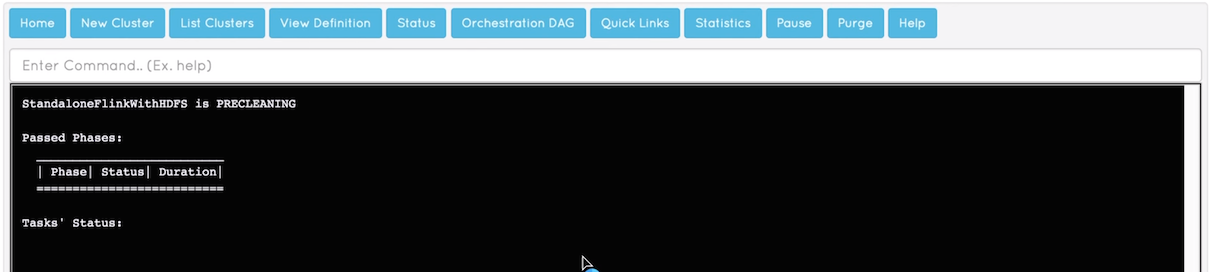 Home New Cluster List Clusters View Definition Status Orchestration DAG Quick Links Statistics Pause Purge Help
Enter Command.. (Ex. help)
StandaloneFlinkWithHDFS is PRECLEANING
Passed Phases:
| Phase| Status| Duration|
==========================
Tasks' Status: